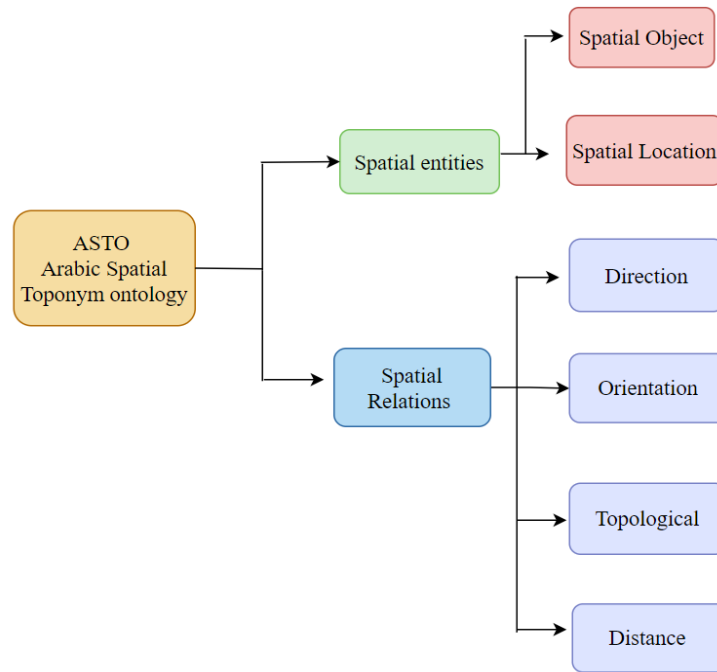 ASTO
Arabic Spatial
Toponym ontology
Spatial entities
Spatial Object
Spatial Location
Spatial
Relations
Direction
Orientation
Topological
Distance